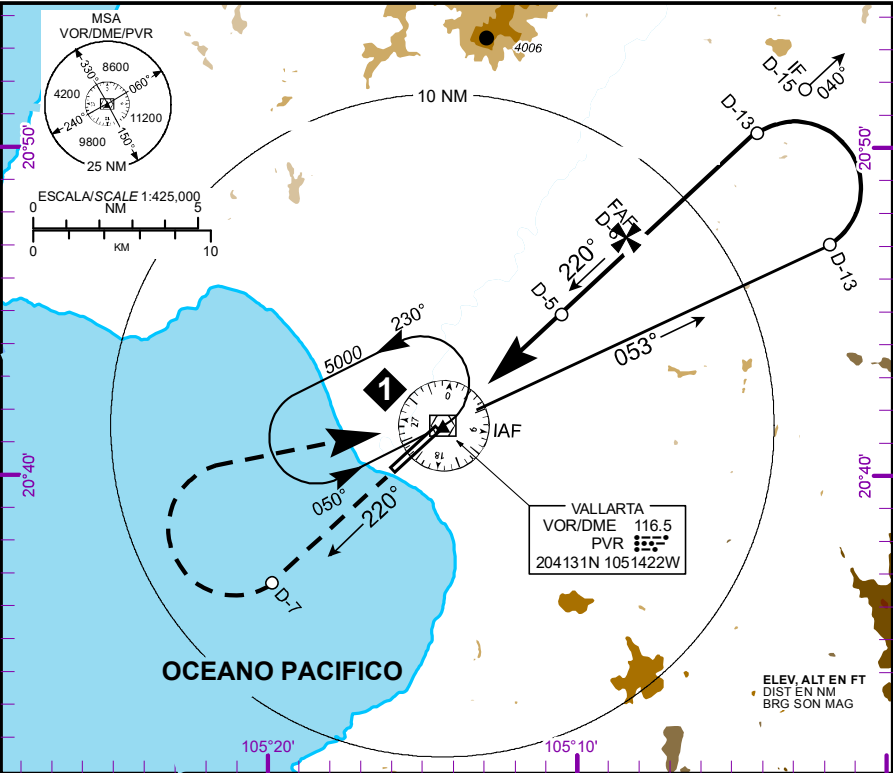 MSA
VOR/DME/PVR
330°
8600
060°
4200
11200
240°
9800
150°
25 NM
ESCALA/SCALE 1:425,000
0 NM 5
KM
0 10
4006
10 NM
IF
D-15
040°
D-13
20°50'
20°50'
FAF
220°
D-5
D-13
053°
230°
5000
1
0
9
18
27
IAF
050°
220°
20°40'
20°40'
D-7
VALLARTA
VOR/DME 116.5
PVR
204131N 1051422W
OCEANO PACIFICO
ELEV, ALT EN FT
DIST EN NM
BRG SON MAG
105°20'
105°10'